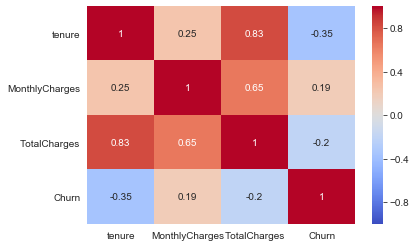 tenure 1 0.25 0.83 -0.35
MonthlyCharges 0.25 1 0.65 0.19
TotalCharges 0.83 0.65 1 -0.2
Churn -0.35 0.19 -0.2 1
tenure MonthlyCharges TotalCharges Churn
0.8
0.4
0.0
-0.4
-0.8